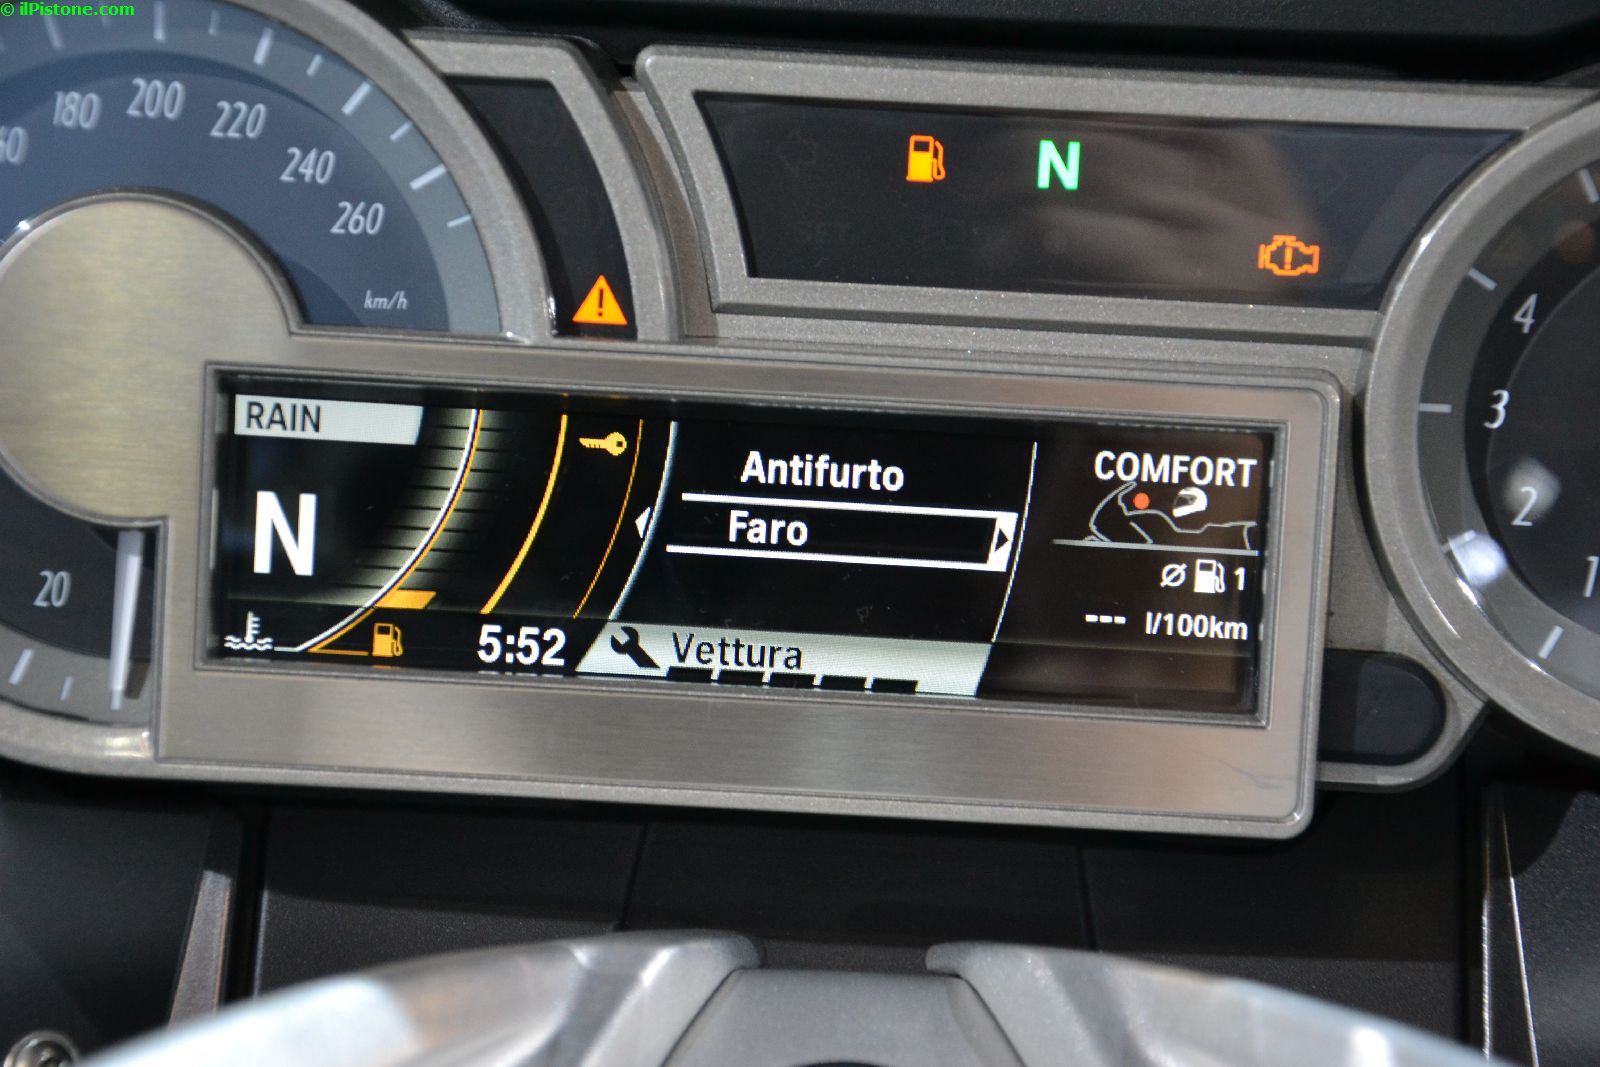 © ilPistone.com
180
200
220
240
260
km/h
20
N
4
3
2
1
RAIN
N
5:52
Antifurto
Faro
Vettura
COMFORT
Ø 1
--- l/100km